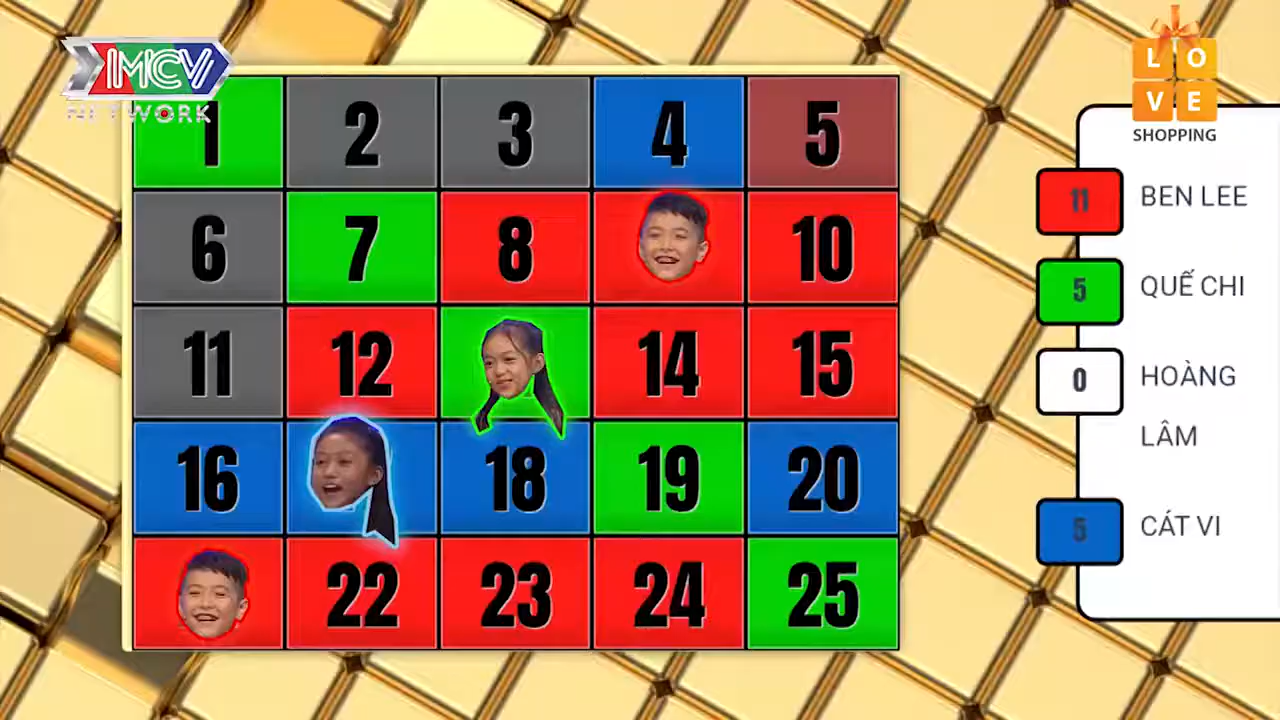 MCV
NETWORK
L O
V E
SHOPPING
1 2 3 4 5
6 7 8 10
11 12 14 15
16 18 19 20
22 23 24 25
11 BEN LEE
5 QUẾ CHI
0 HOÀNG
LÂM
5 CÁT VI